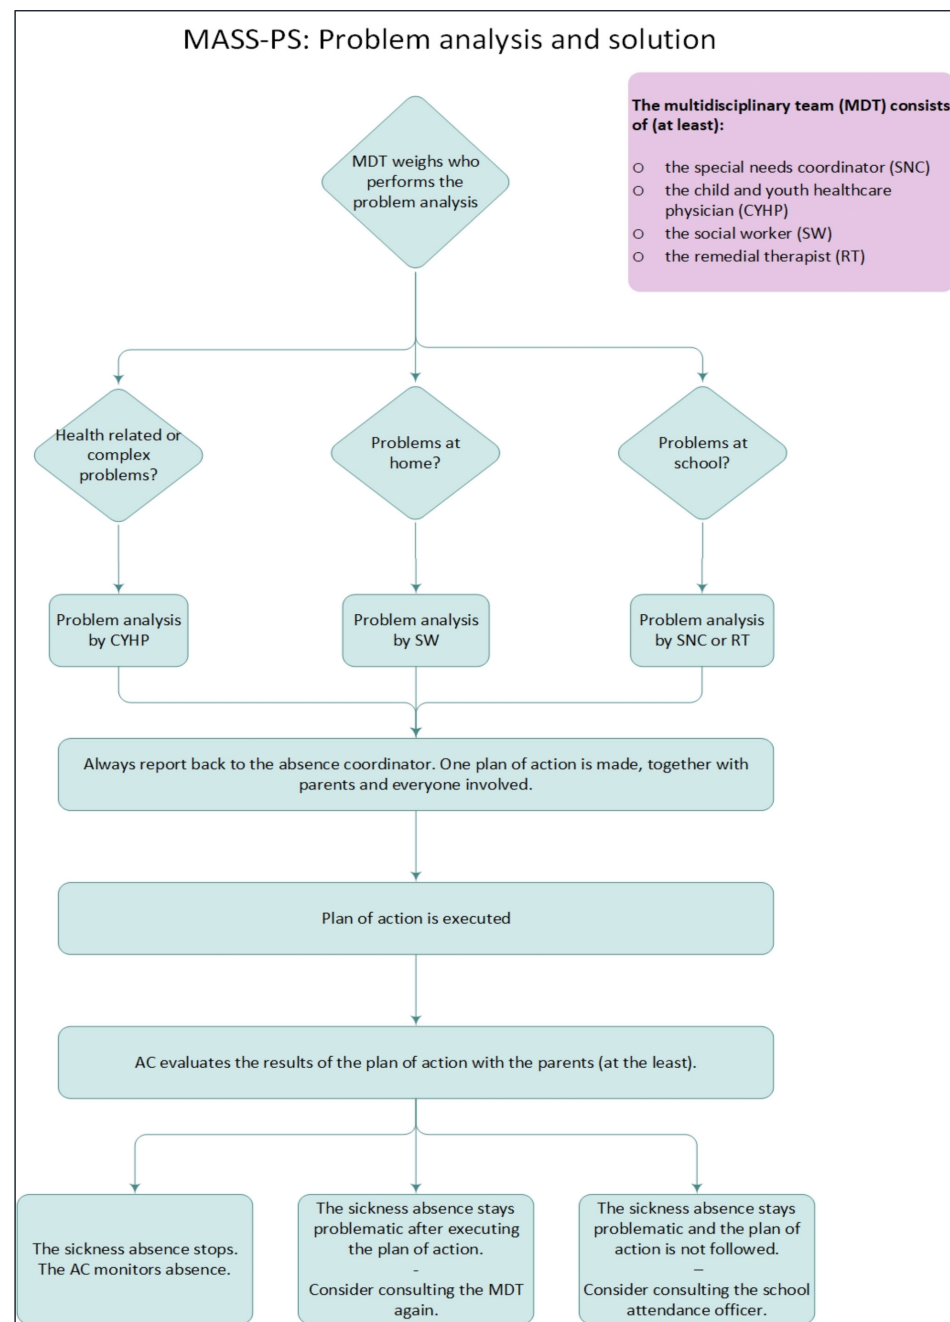 MASS-PS: Problem analysis and solution
The multidisciplinary team (MDT) consists
of (at least):
o the special needs coordinator (SNC)
o the child and youth healthcare
physician (CYHP)
o the social worker (SW)
o the remedial therapist (RT)
MDT weighs who
performs the
problem analysis
Health related or
complex
problems?
Problems at
home?
Problems at
school?
Problem analysis
by CYHP
Problem analysis
by SW
Problem analysis
by SNC or RT
Always report back to the absence coordinator. One plan of action is made, together with
parents and everyone involved.
Plan of action is executed
AC evaluates the results of the plan of action with the parents (at the least).
The sickness absence stops.
The AC monitors absence.
The sickness absence stays
problematic after executing
the plan of action.
-
Consider consulting the MDT
again.
The sickness absence stays
problematic and the plan of
action is not followed.
–
Consider consulting the school
attendance officer.